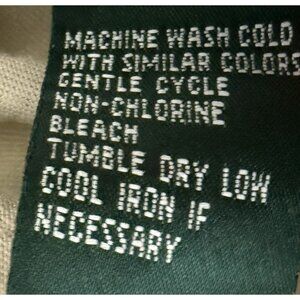 MACHINE WASH COLD
WITH SIMILAR COLORS
GENTLE CYCLE
NON-CHLORINE
BLEACH
TUMBLE DRY LOW
COOL IRON IF
NECESSARY